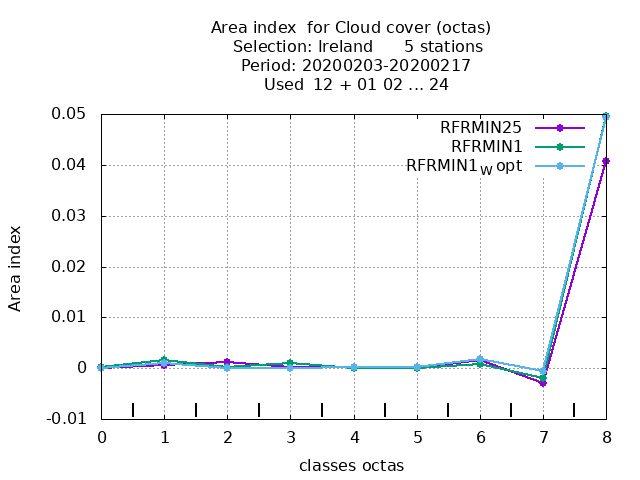 Area index  for Cloud cover (octas)
Selection: Ireland      5 stations
Period: 20200203-20200217
Used  12 + 01 02 ... 24
0.05
0.04
0.03
0.02
0.01
0
-0.01
Area index
RFRMIN25
RFRMIN1
RFRMIN1W opt
0 1 2 3 4 5 6 7 8
classes octas